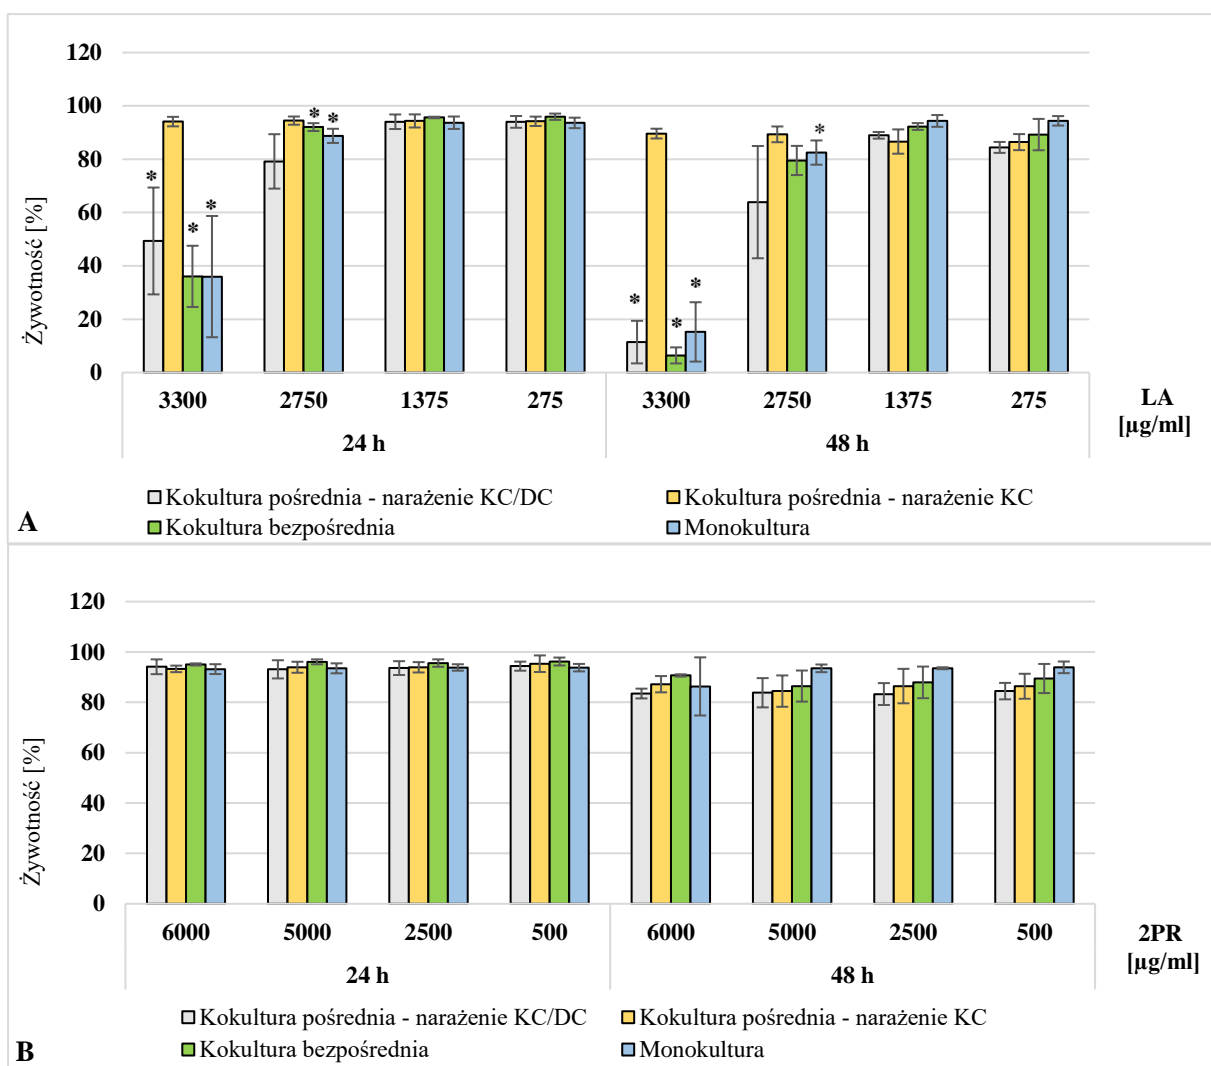 120
100
80
60
40
20
0
Żywotność [%]
* * * * * * * * *
3300 2750 1375 275 3300 2750 1375 275
24 h 48 h
LA
[µg/ml]
Kokultura pośrednia - narażenie KC/DC Kokultura pośrednia - narażenie KC
Kokultura bezpośrednia Monokultura
A
120
100
80
60
40
20
0
Żywotność [%]
6000 5000 2500 500 6000 5000 2500 500
24 h 48 h
2PR
[µg/ml]
Kokultura pośrednia - narażenie KC/DC Kokultura pośrednia - narażenie KC
Kokultura bezpośrednia Monokultura
B